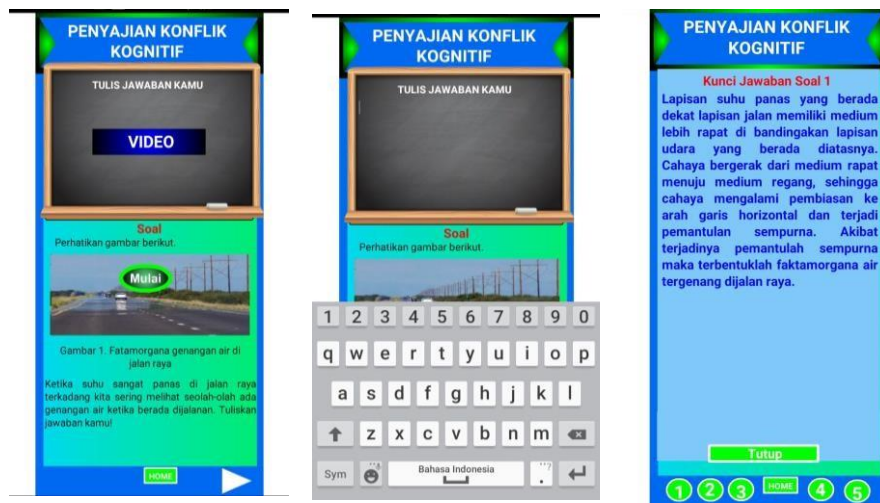 PENYAJIAN KONFLIK
KOGNITIF
TULIS JAWABAN KAMU
VIDEO
Soal
Perhatikan gambar berikut.
Mulai
Gambar 1. Fatamorgana genangan air di
jalan raya
Ketika suhu sangat panas di jalan raya
terkadang kita sering melihat seolah-olah ada
genangan air ketika berada dijalanan. Tuliskan
jawaban kamu!
HOME
PENYAJIAN KONFLIK
KOGNITIF
TULIS JAWABAN KAMU
Soal
Perhatikan gambar berikut.
1 2 3 4 5 6 7 8 9 0
q w e r t y u i o p
a s d f g h j k l
z x c v b n m
Sym Bahasa Indonesia .
PENYAJIAN KONFLIK
KOGNITIF
Kunci Jawaban Soal 1
Lapisan suhu panas yang berada
dekat lapisan jalan memiliki medium
lebih rapat di bandingakan lapisan
udara yang berada diatasnya.
Cahaya bergerak dari medium rapat
menuju medium regang, sehingga
cahaya mengalami pembiasan ke
arah garis horizontal dan terjadi
pemantulan sempurna. Akibat
terjadinya pemantulah sempurna
maka terbentuklah faktamorgana air
tergenang dijalan raya.
Tutup
1 2 3 HOME 4 5